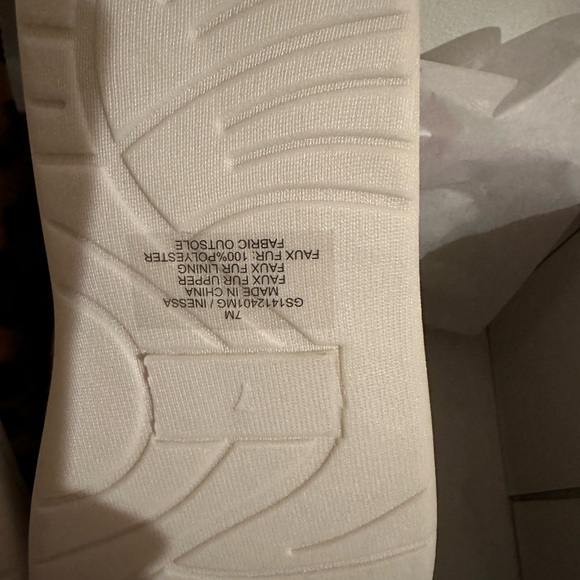 7M
GS1412401MG / INESSA
MADE IN CHINA
FAUX FUR UPPER
FAUX FUR LINING
FAUX FUR: 100%POLYESTER
FABRIC OUTSOLE